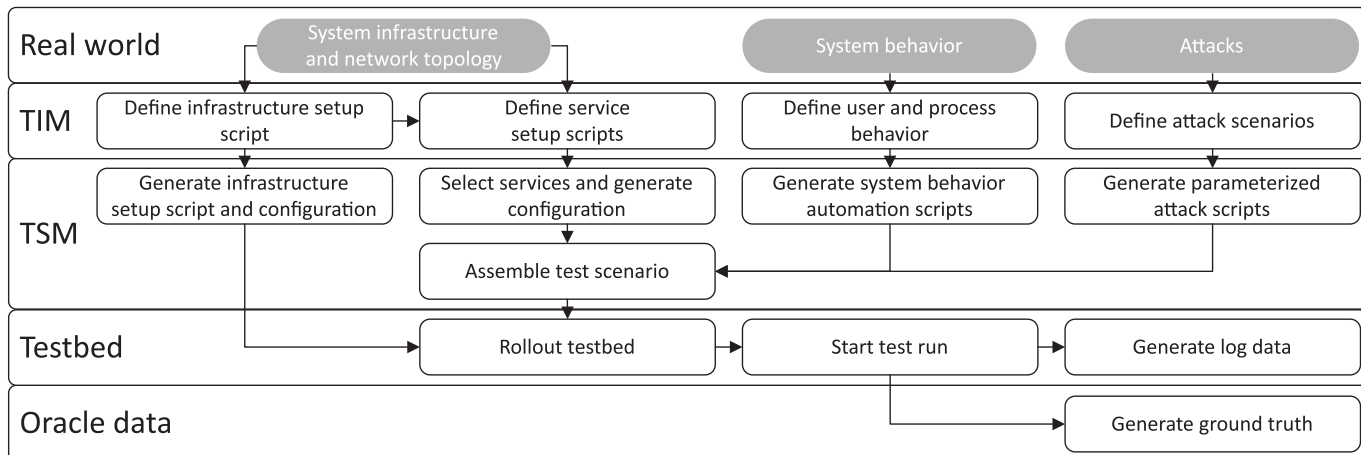 Real world
System infrastructure
and network topology
System behavior
Attacks
TIM
Define infrastructure setup
script
Define service
setup scripts
Define user and process
behavior
Define attack scenarios
TSM
Generate infrastructure
setup script and configuration
Select services and generate
configuration
Generate system behavior
automation scripts
Generate parameterized
attack scripts
Assemble test scenario
Testbed
Rollout testbed
Start test run
Generate log data
Oracle data
Generate ground truth